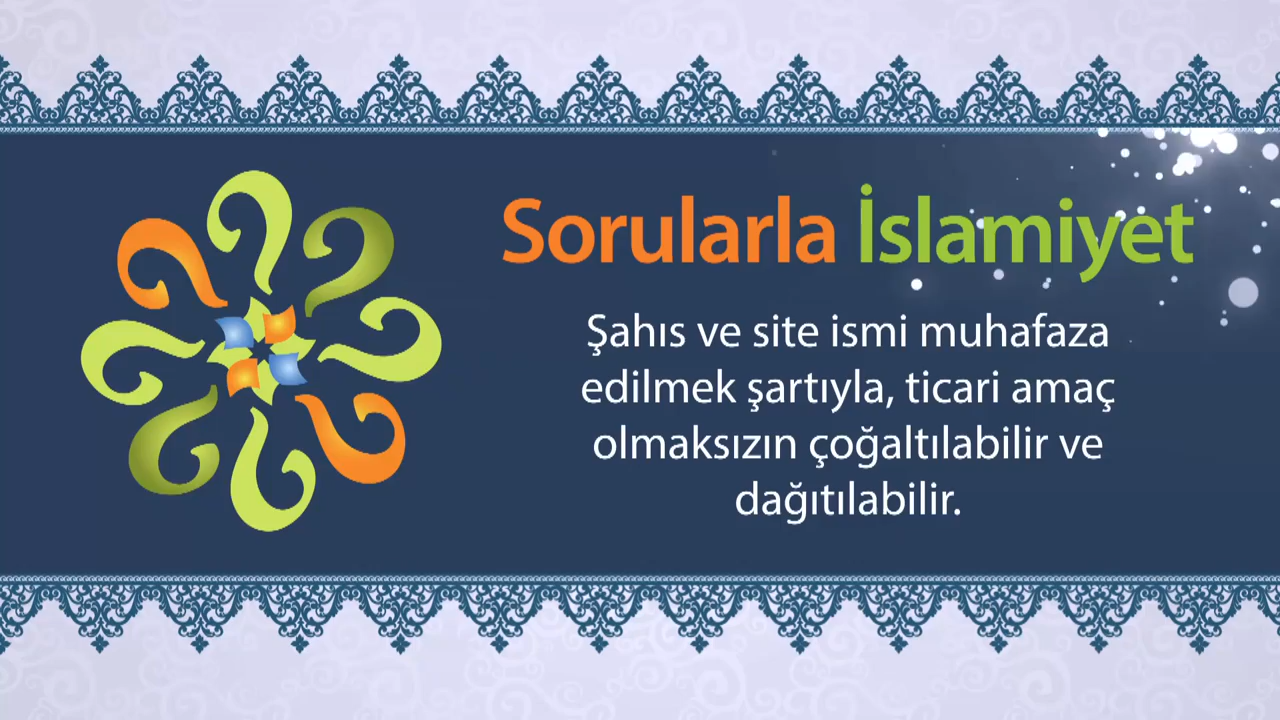 Sorularla İslamiyet
Şahıs ve site ismi muhafaza
edilmek şartıyla, ticari amaç
olmaksızın çoğaltılabilir ve
dağıtılabilir.